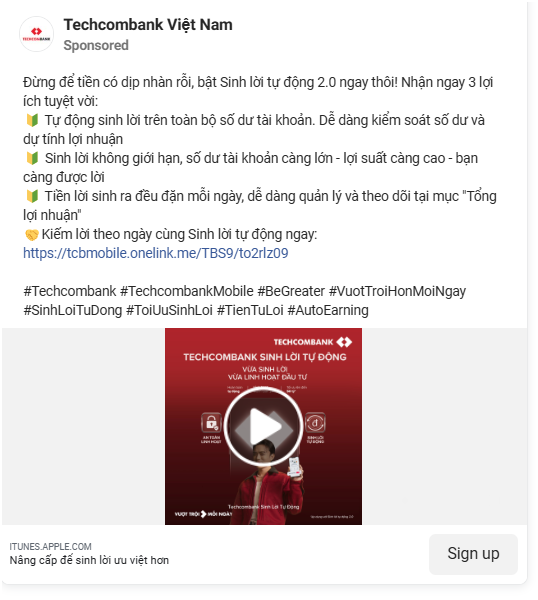 Techcombank Việt Nam
TECHCOMBANK
Sponsored
Đừng để tiền có dịp nhàn rỗi, bật Sinh lời tự động 2.0 ngay thôi! Nhận ngay 3 lợi
ích tuyệt vời:
🔰 Tự động sinh lời trên toàn bộ số dư tài khoản. Dễ dàng kiểm soát số dư và
dự tính lợi nhuận
🔰 Sinh lời không giới hạn, số dư tài khoản càng lớn - lợi suất càng cao - bạn
càng được lời
🔰 Tiền lời sinh ra đều đặn mỗi ngày, dễ dàng quản lý và theo dõi tại mục "Tổng
lợi nhuận"
🤝 Kiếm lời theo ngày cùng Sinh lời tự động ngay:
https://tcbmobile.onelink.me/TBS9/to2rlz09
#Techcombank #TechcombankMobile #BeGreater #VuotTroiHonMoiNgay
#SinhLoiTuDong #ToiUuSinhLoi #TienTuLoi #AutoEarning
TECHCOMBANK
TECHCOMBANK SINH LỜI TỰ ĐỘNG
VỪA SINH LỜI
VỪA LINH HOẠT ĐẦU TƯ
AN TOÀN
LINH HOẠT
SINH LỜI
TỰ ĐỘNG
Techcombank Sinh Lời Tự Động
VƯỢT TRỘI MỖI NGÀY
ITUNES.APPLE.COM
Nâng cấp để sinh lời ưu việt hơn
Sign up